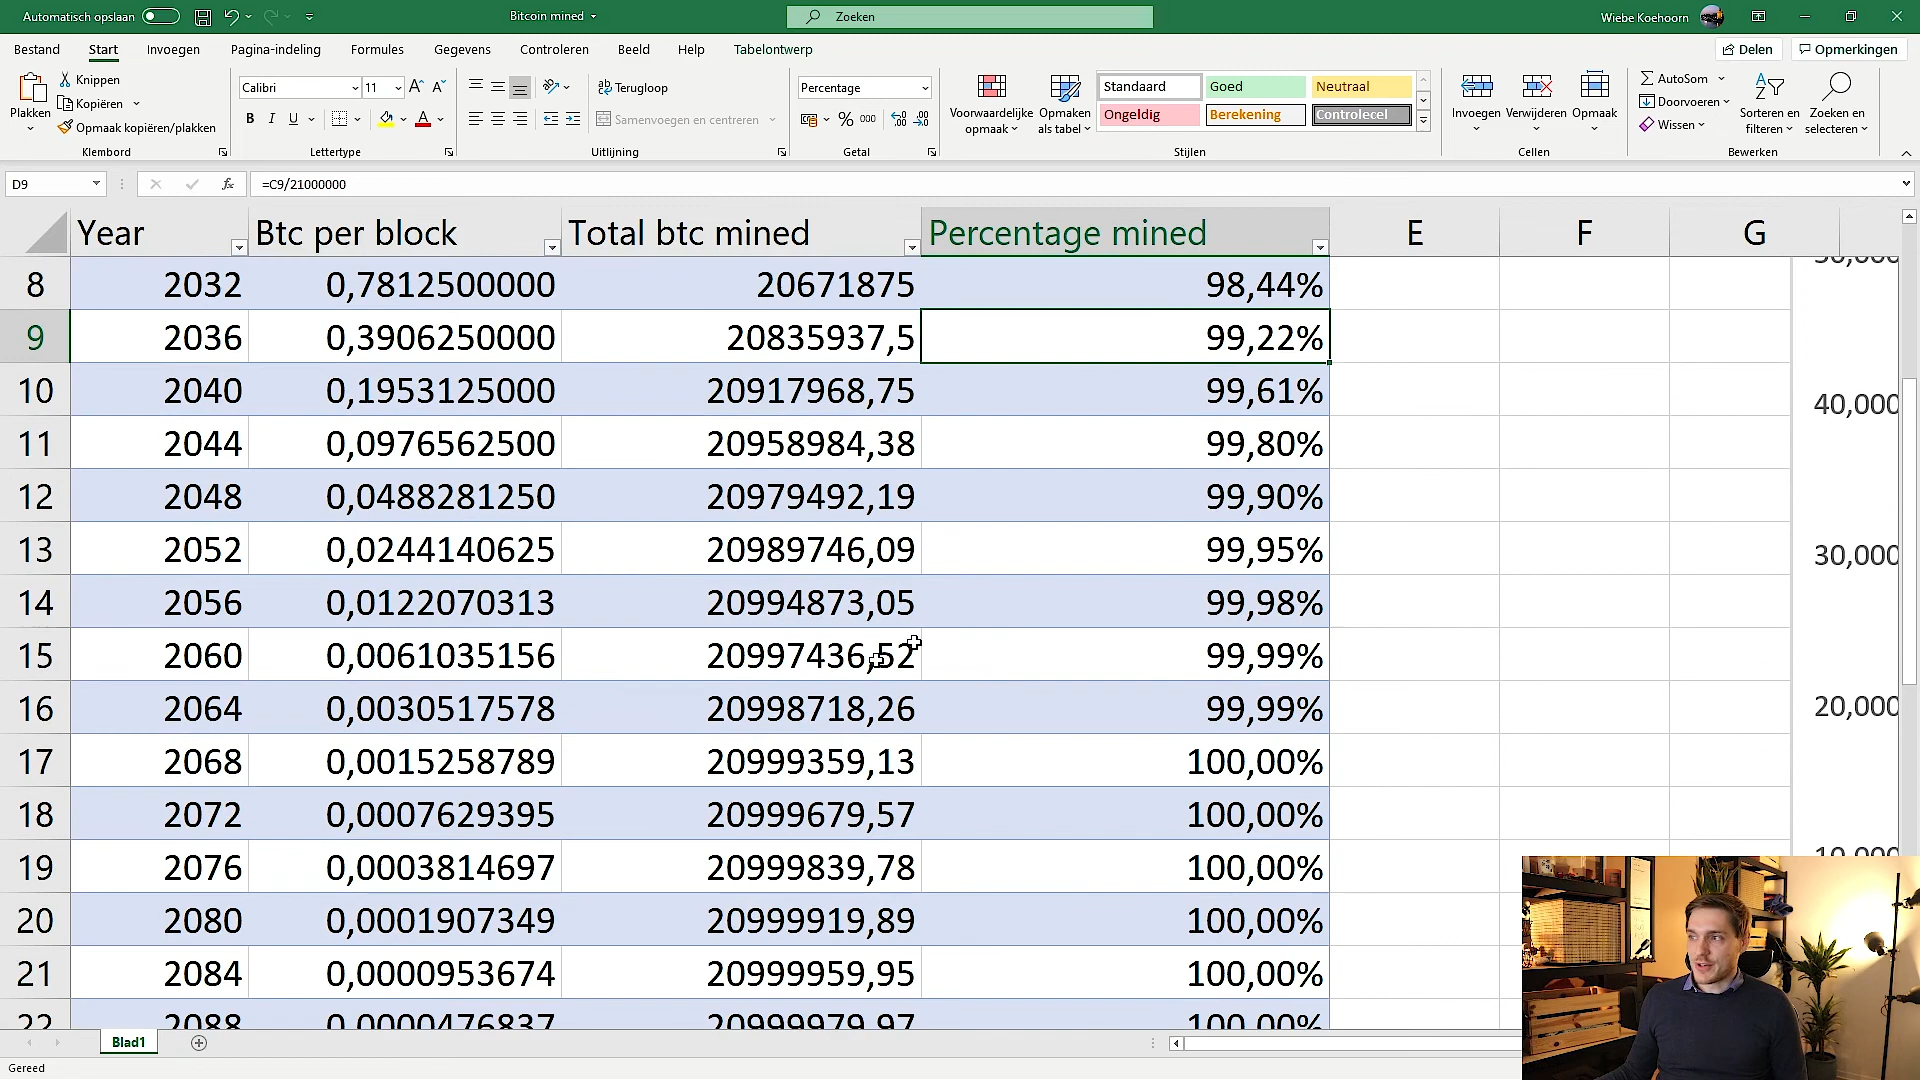 Automatisch opslaan
Bitcoin mined
Zoeken
Wiebe Koehoorn
Bestand Start Invoegen Pagina-indeling Formules Gegevens Controleren Beeld Help Tabelontwerp
Delen
Opmerkingen
Plakken
Knippen
Kopiëren
Opmaak kopiëren/plakken
Klembord
Calibri 11
B I U
Lettertype
Terugloop
Samenvoegen en centreren
Uitlijning
Percentage
% 000
Getal
Voorwaardelijke opmaak
Opmaken als tabel
Standaard Goed Neutraal
Ongeldig Berekening Controlecel
Stijlen
Invoegen Verwijderen Opmaak
Cellen
AutoSom
Doorvoeren
Wissen
Sorteren en filteren
Zoeken en selecteren
Bewerken
D9 fx =C9/21000000
Year Btc per block Total btc mined Percentage mined E F G
8 2032 0,7812500000 20671875 98,44%
9 2036 0,3906250000 20835937,5 99,22%
10 2040 0,1953125000 20917968,75 99,61%
11 2044 0,0976562500 20958984,38 99,80%
12 2048 0,0488281250 20979492,19 99,90%
13 2052 0,0244140625 20989746,09 99,95%
14 2056 0,0122070313 20994873,05 99,98%
15 2060 0,0061035156 20997436,52 99,99%
16 2064 0,0030517578 20998718,26 99,99%
17 2068 0,0015258789 20999359,13 100,00%
18 2072 0,0007629395 20999679,57 100,00%
19 2076 0,0003814697 20999839,78 100,00%
20 2080 0,0001907349 20999919,89 100,00%
21 2084 0,0000953674 20999959,95 100,00%
22 2088 0,0000476837 20999979,97 100,00%
40,000
30,000
20,000
Blad1
Gereed